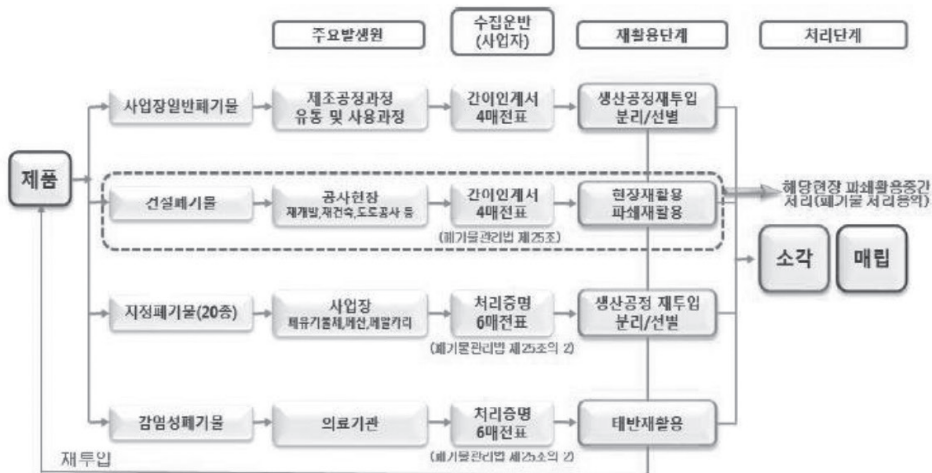 주요발생원
수집운반
(사업자)
재활용단계
처리단계
사업장일반폐기물
제조공정과정
유통 및 사용과정
간이인계서
4매전표
생산공정재투입
분리/선별
제품
건설폐기물
공사현장
재개발,재건축,도로공사 등
간이인계서
4매전표
(폐기물관리법 제25조)
현장재활용
파쇄재활용
해당현장 파쇄활용중간
처리(폐기물 처리용역)
소각
매립
지정폐기물(20종)
사업장
폐유기물체,폐산,폐알카리
처리증명
6매전표
(폐기물관리법 제25조의 2)
생산공정 재투입
분리/선별
감염성폐기물
의료기관
처리증명
6매전표
(폐기물관리법 제25조의 2)
태반재활용
재투입